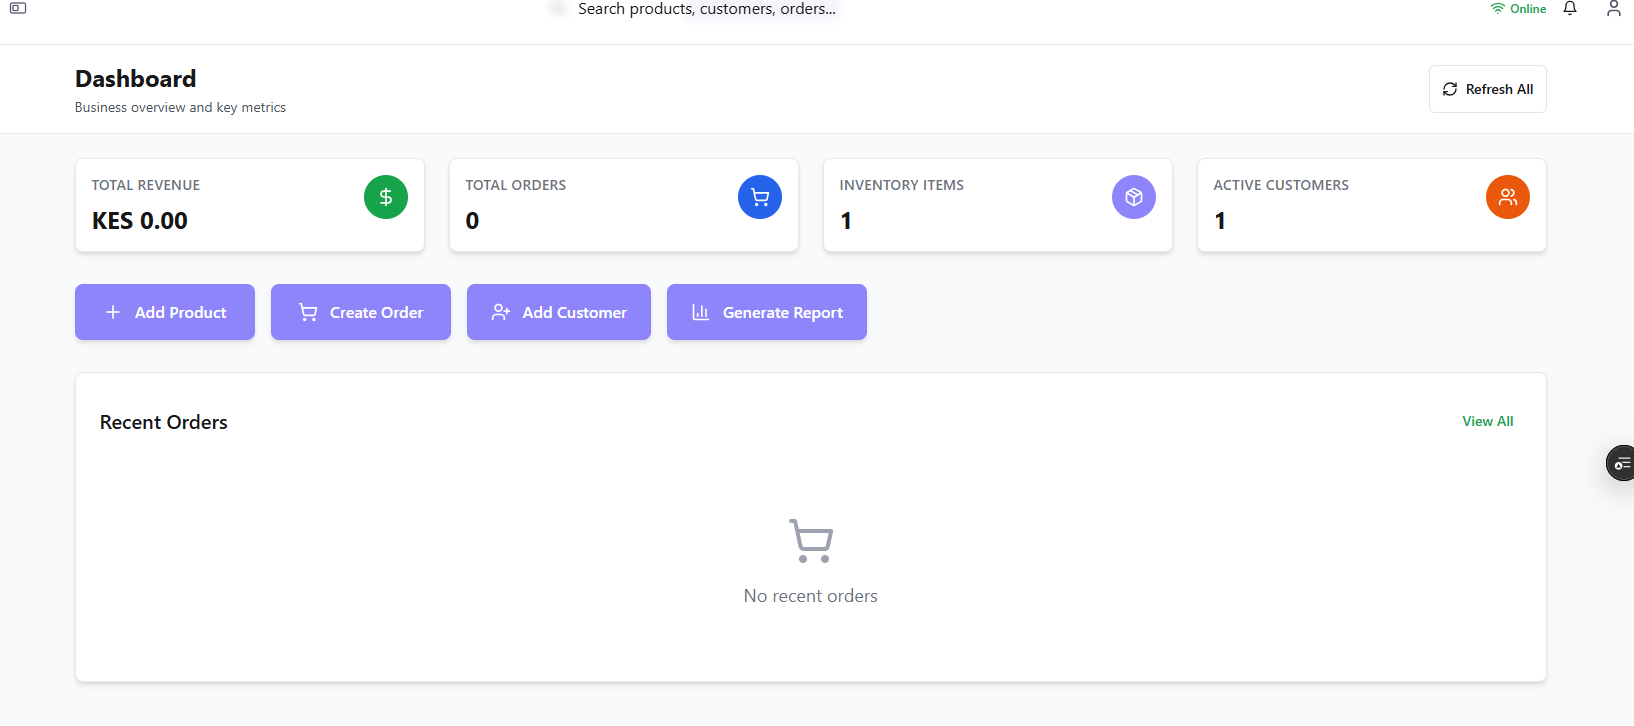 Search products, customers, orders...
Online
Dashboard
Business overview and key metrics
Refresh All
TOTAL REVENUE
KES 0.00
TOTAL ORDERS
0
INVENTORY ITEMS
1
ACTIVE CUSTOMERS
1
Add Product
Create Order
Add Customer
Generate Report
Recent Orders
View All
No recent orders